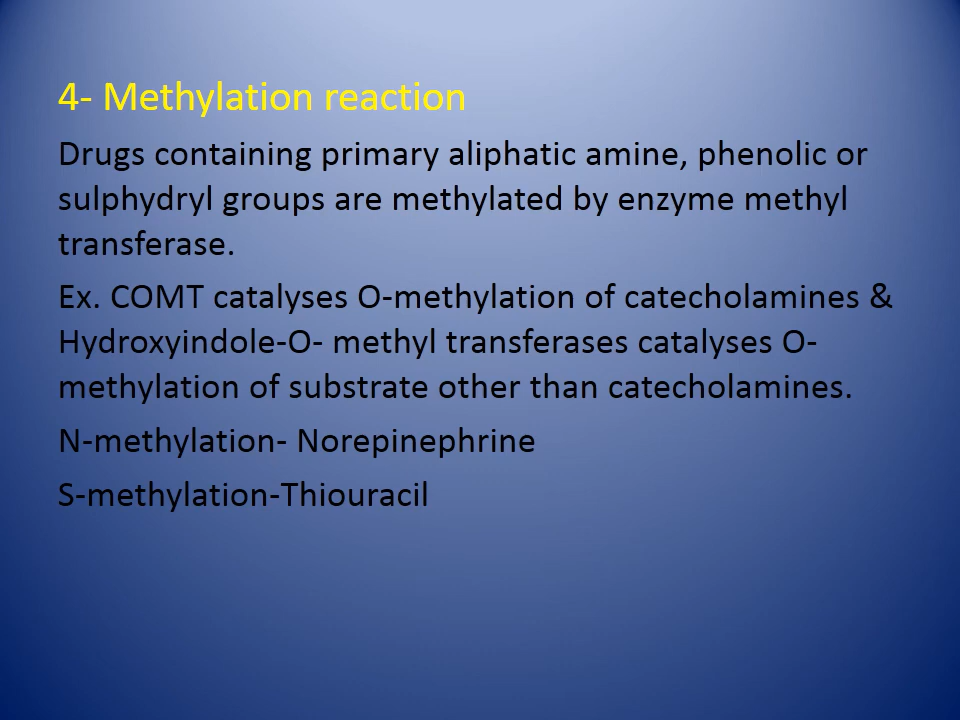 4- Methylation reaction
Drugs containing primary aliphatic amine, phenolic or
sulphydryl groups are methylated by enzyme methyl
transferase.
Ex. COMT catalyses O-methylation of catecholamines &
Hydroxyindole-O- methyl transferases catalyses O-
methylation of substrate other than catecholamines.
N-methylation- Norepinephrine
S-methylation-Thiouracil